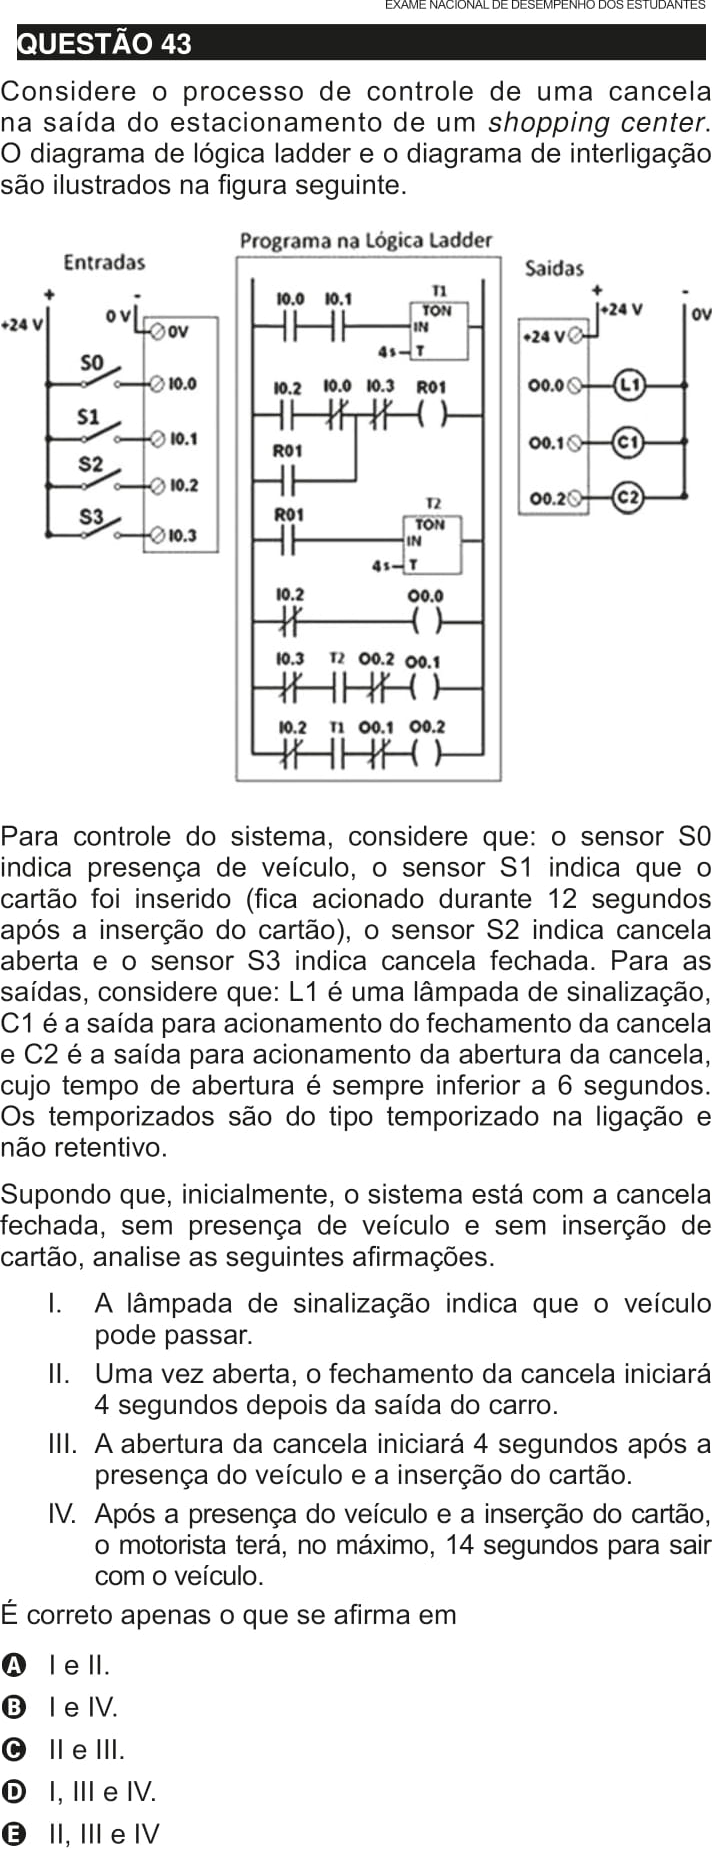 EXAME NACIONAL DE DESEMPENHO DOS ESTUDANTES
QUESTÃO 43
Considere o processo de controle de uma cancela
na saída do estacionamento de um shopping center.
O diagrama de lógica ladder e o diagrama de interligação
são ilustrados na figura seguinte.
Entradas
+ -
+24 V 0 V 0V
S0 I0.0
S1 I0.1
S2 I0.2
S3 I0.3
Programa na Lógica Ladder
I0.0 I0.1 T1
TON
IN
4s T
I0.2 I0.0 I0.3 R01
R01
R01 T2
TON
IN
4s T
I0.2 O0.0
I0.3 T2 O0.2 O0.1
I0.2 T1 O0.1 O0.2
Saidas
+ -
+24 V 0V
+24 V
O0.0 L1
O0.1 C1
O0.2 C2
Para controle do sistema, considere que: o sensor S0
indica presença de veículo, o sensor S1 indica que o
cartão foi inserido (fica acionado durante 12 segundos
após a inserção do cartão), o sensor S2 indica cancela
aberta e o sensor S3 indica cancela fechada. Para as
saídas, considere que: L1 é uma lâmpada de sinalização,
C1 é a saída para acionamento do fechamento da cancela
e C2 é a saída para acionamento da abertura da cancela,
cujo tempo de abertura é sempre inferior a 6 segundos.
Os temporizados são do tipo temporizado na ligação e
não retentivo.
Supondo que, inicialmente, o sistema está com a cancela
fechada, sem presença de veículo e sem inserção de
cartão, analise as seguintes afirmações.
I. A lâmpada de sinalização indica que o veículo
pode passar.
II. Uma vez aberta, o fechamento da cancela iniciará
4 segundos depois da saída do carro.
III. A abertura da cancela iniciará 4 segundos após a
presença do veículo e a inserção do cartão.
IV. Após a presença do veículo e a inserção do cartão,
o motorista terá, no máximo, 14 segundos para sair
com o veículo.
É correto apenas o que se afirma em
A I e II.
B I e IV.
C II e III.
D I, III e IV.
E II, III e IV